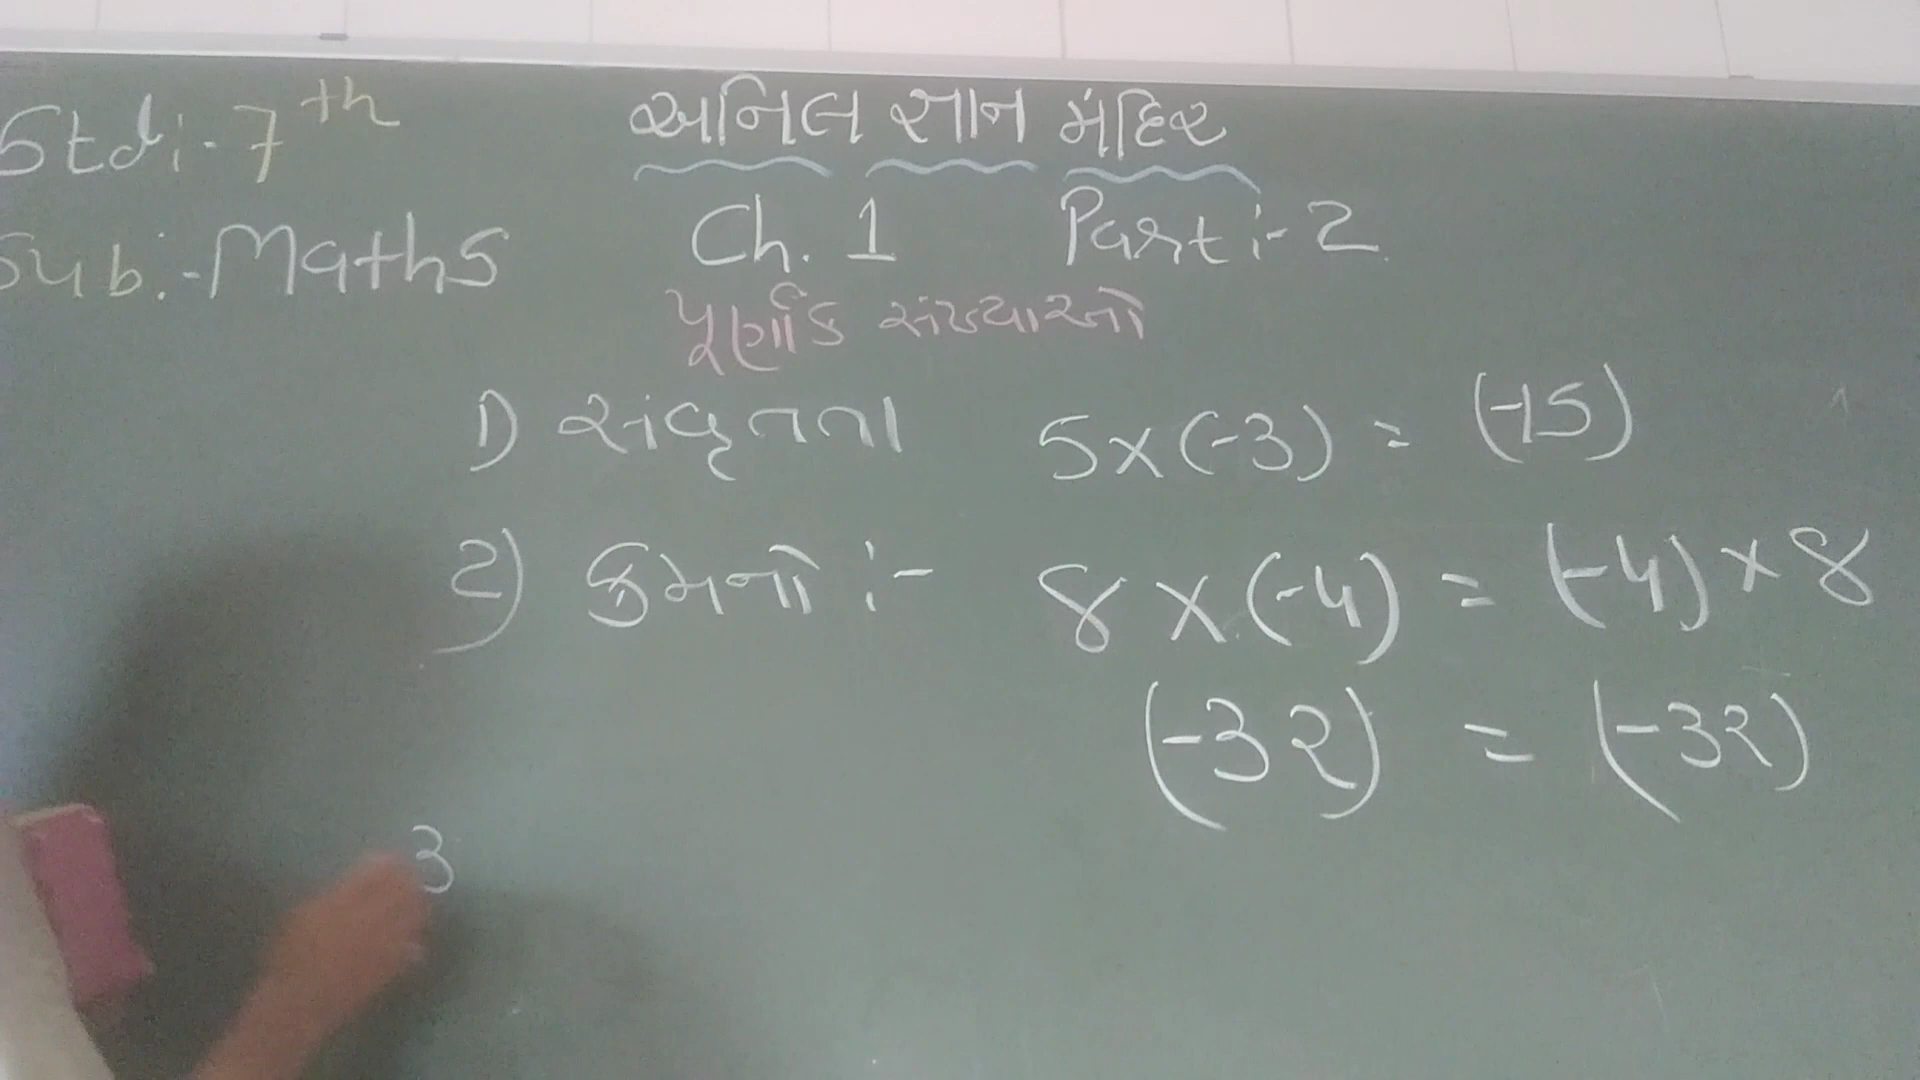 Std:- 7th
અનિલ જ્ઞાન મંદિર
Sub:- Maths
Ch. 1 Part:- 2
પૂર્ણાંક સંખ્યાઓ
1) સંવૃતતા 5 × (-3) = (-15)
2) ક્રમનો :- 8 × (-4) = (-4) × 8
(-32) = (-32)
3